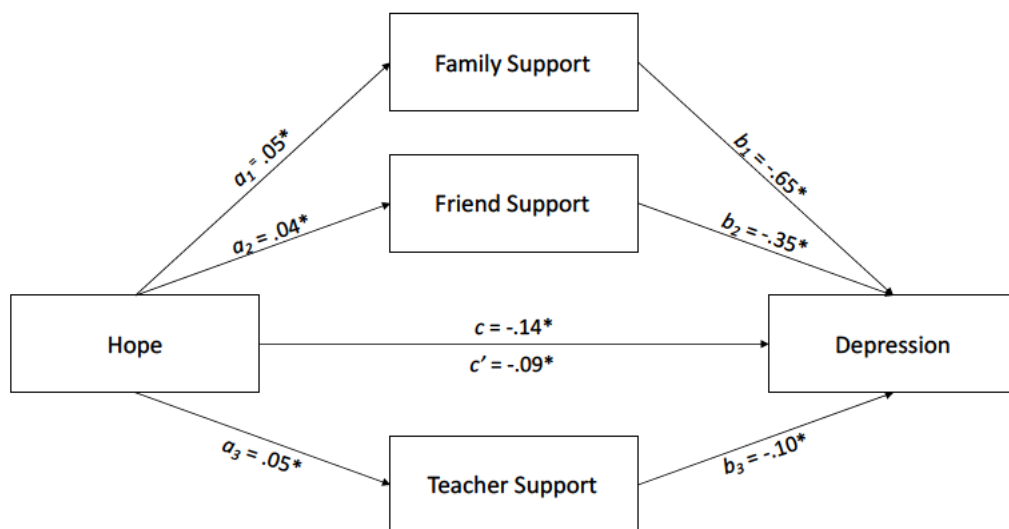 Family Support
a₁ = .05*
b₁ = -.65*
Friend Support
a₂ = .04*
b₂ = -.35*
Hope
c = -.14*
c’ = -.09*
Depression
a₃ = .05*
b₃ = -.10*
Teacher Support